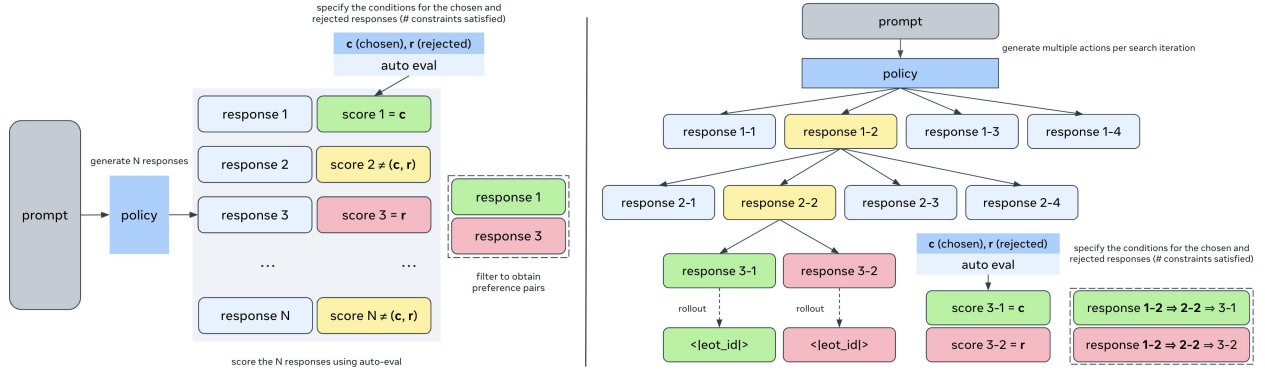 specify the conditions for the chosen and
rejected responses (# constraints satisfied)
c (chosen), r (rejected)
auto eval
response 1
score 1 = c
generate N responses
response 2
score 2 ≠ (c, r)
prompt
policy
response 3
score 3 = r
response 1
response 3
...
...
filter to obtain
preference pairs
response N
score N ≠ (c, r)
score the N responses using auto-eval
prompt
generate multiple actions per search iteration
policy
response 1-1
response 1-2
response 1-3
response 1-4
response 2-1
response 2-2
response 2-3
response 2-4
c (chosen), r (rejected)
auto eval
specify the conditions for the chosen and
rejected responses (# constraints satisfied)
response 3-1
response 3-2
rollout
rollout
score 3-1 = c
response 1-2 ⇒ 2-2 ⇒ 3-1
<|eot_id|>
<|eot_id|>
score 3-2 = r
response 1-2 ⇒ 2-2 ⇒ 3-2